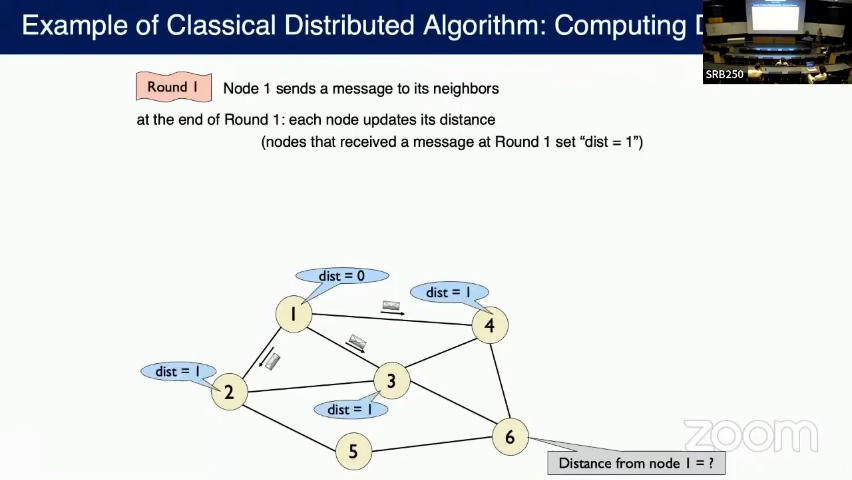 Example of Classical Distributed Algorithm: Computing D
SRB250
Round 1
Node 1 sends a message to its neighbors
at the end of Round 1: each node updates its distance
(nodes that received a message at Round 1 set “dist = 1”)
dist = 0
dist = 1
1
4
dist = 1
2
3
dist = 1
5
6
zoom
Distance from node 1 = ?